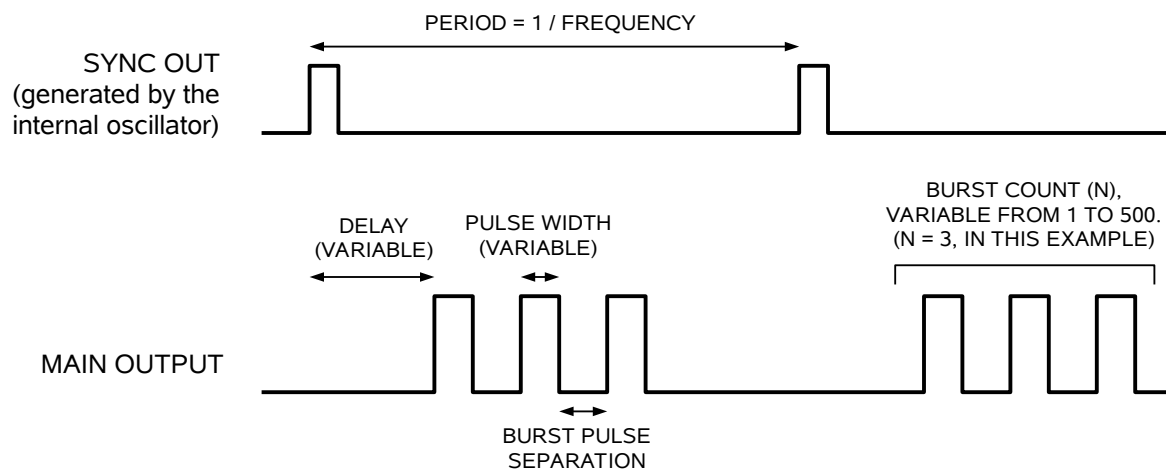 PERIOD = 1 / FREQUENCY
SYNC OUT
(generated by the
internal oscillator)
DELAY
(VARIABLE)
PULSE WIDTH
(VARIABLE)
BURST COUNT (N),
VARIABLE FROM 1 TO 500.
(N = 3, IN THIS EXAMPLE)
MAIN OUTPUT
BURST PULSE
SEPARATION